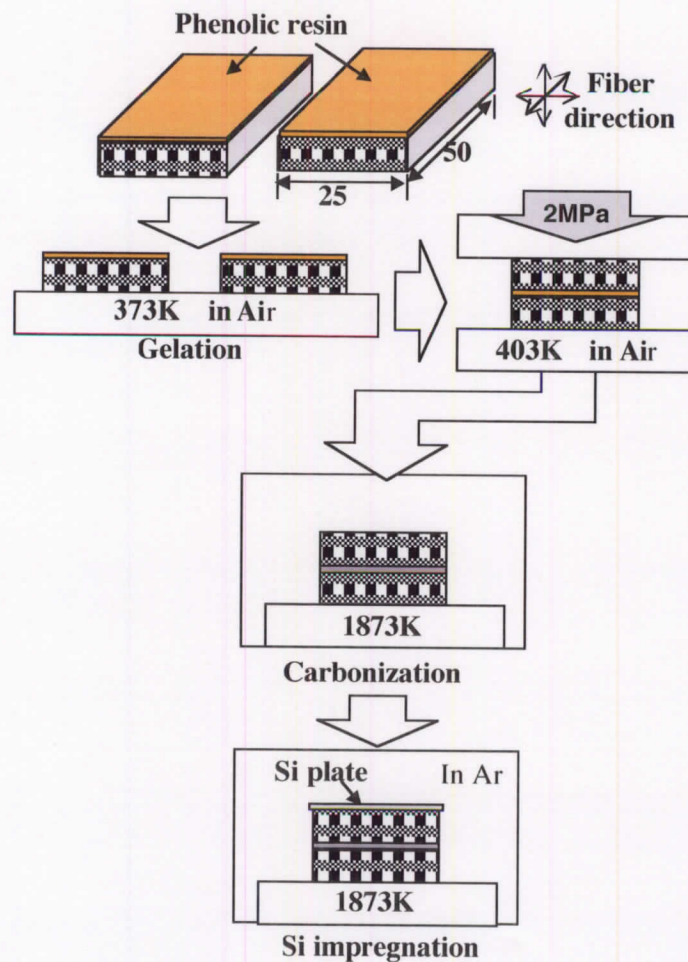 Phenolic resin
Fiber
direction
50
25
2MPa
373K in Air
Gelation
403K in Air
1873K
Carbonization
Si plate
In Ar
1873K
Si impregnation